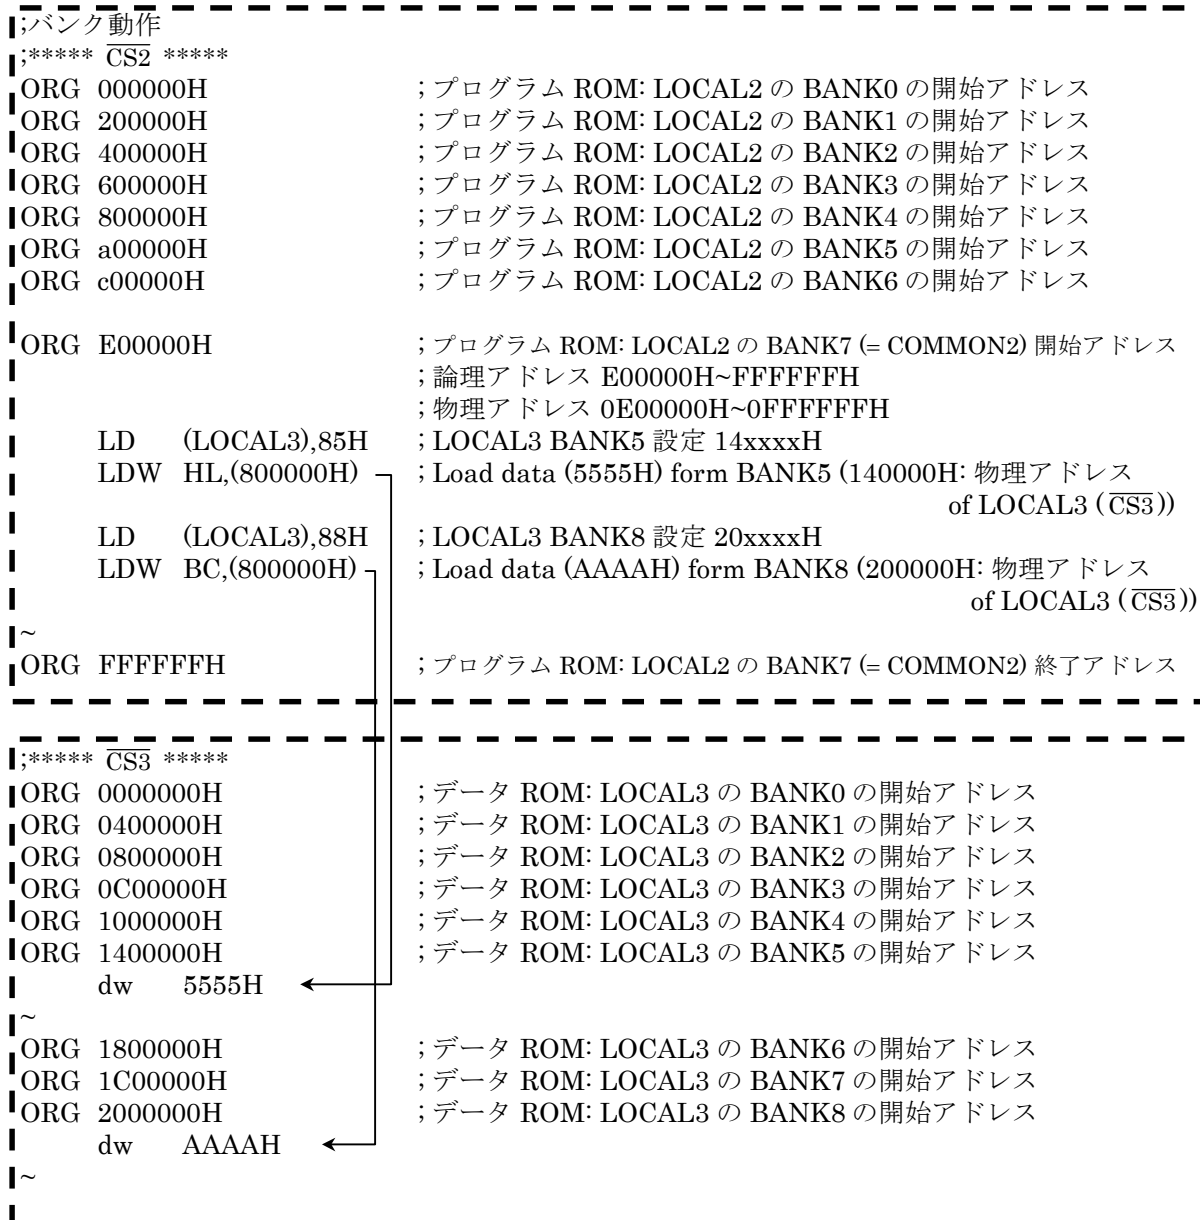 ;バンク動作
;***** CS2 *****
ORG 000000H ;プログラム ROM: LOCAL2 の BANK0 の開始アドレス
ORG 200000H ;プログラム ROM: LOCAL2 の BANK1 の開始アドレス
ORG 400000H ;プログラム ROM: LOCAL2 の BANK2 の開始アドレス
ORG 600000H ;プログラム ROM: LOCAL2 の BANK3 の開始アドレス
ORG 800000H ;プログラム ROM: LOCAL2 の BANK4 の開始アドレス
ORG a00000H ;プログラム ROM: LOCAL2 の BANK5 の開始アドレス
ORG c00000H ;プログラム ROM: LOCAL2 の BANK6 の開始アドレス
ORG E00000H ;プログラム ROM: LOCAL2 の BANK7 (= COMMON2) 開始アドレス
;論理アドレス E00000H~FFFFFFH
;物理アドレス 0E00000H~0FFFFFFH
LD (LOCAL3),85H ;LOCAL3 BANK5 設定 14xxxxH
LDW HL,(800000H) ;Load data (5555H) form BANK5 (140000H: 物理アドレス
of LOCAL3 (CS3))
LD (LOCAL3),88H ;LOCAL3 BANK8 設定 20xxxxH
LDW BC,(800000H) ;Load data (AAAAH) form BANK8 (200000H: 物理アドレス
of LOCAL3 (CS3))
~
ORG FFFFFFH ;プログラム ROM: LOCAL2 の BANK7 (= COMMON2) 終了アドレス
;***** CS3 *****
ORG 0000000H ;データ ROM: LOCAL3 の BANK0 の開始アドレス
ORG 0400000H ;データ ROM: LOCAL3 の BANK1 の開始アドレス
ORG 0800000H ;データ ROM: LOCAL3 の BANK2 の開始アドレス
ORG 0C00000H ;データ ROM: LOCAL3 の BANK3 の開始アドレス
ORG 1000000H ;データ ROM: LOCAL3 の BANK4 の開始アドレス
ORG 1400000H ;データ ROM: LOCAL3 の BANK5 の開始アドレス
dw 5555H
~
ORG 1800000H ;データ ROM: LOCAL3 の BANK6 の開始アドレス
ORG 1C00000H ;データ ROM: LOCAL3 の BANK7 の開始アドレス
ORG 2000000H ;データ ROM: LOCAL3 の BANK8 の開始アドレス
dw AAAAH
~